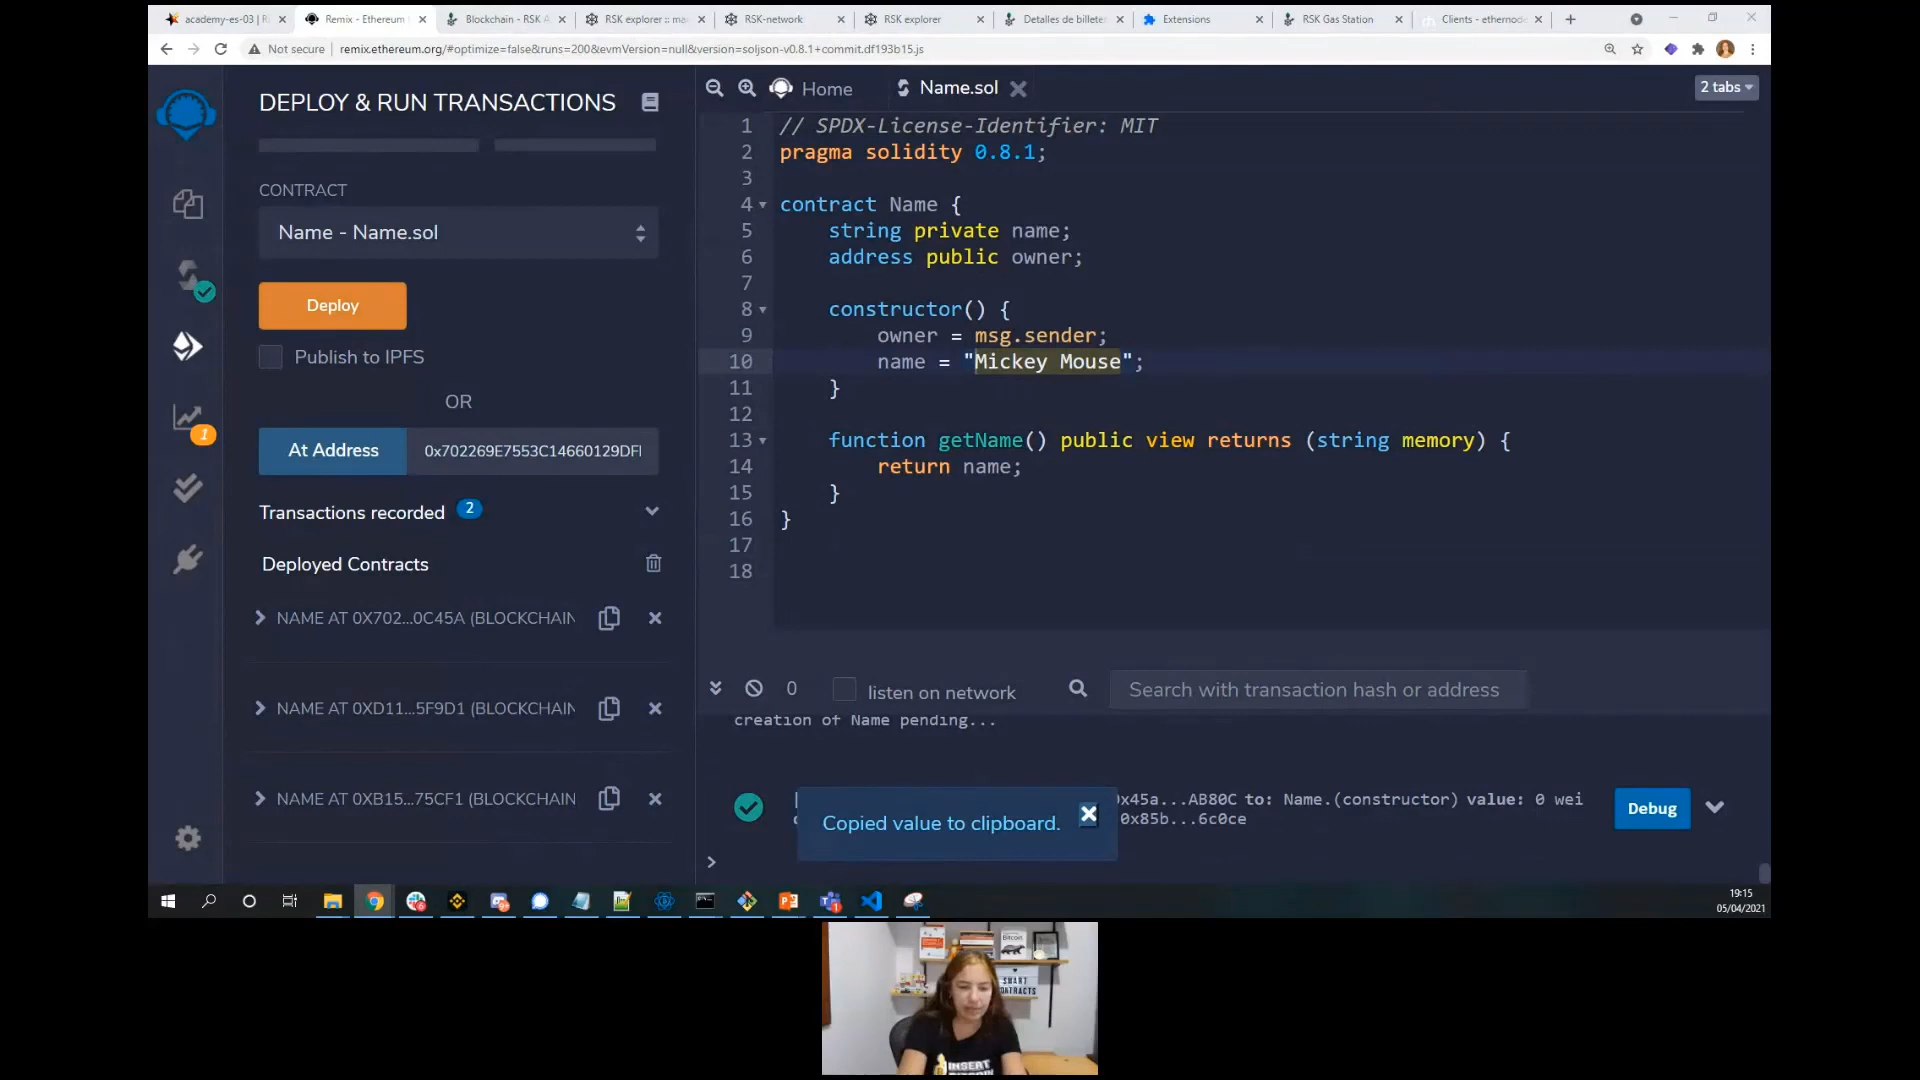 academy-es-03 | R
Remix - Ethereum
Blockchain - RSK A
RSK explorer :: ma
RSK-network
RSK explorer
Detalles de billete
Extensions
RSK Gas Station
Clients - ethernod
Not secure
remix.ethereum.org/#optimize=false&runs=200&evmVersion=null&version=soljson-v0.8.1+commit.df193b15.js
DEPLOY & RUN TRANSACTIONS
CONTRACT
Name - Name.sol
Deploy
Publish to IPFS
OR
At Address
0x702269E7553C14660129DFI
Transactions recorded 2
Deployed Contracts
NAME AT 0X702...0C45A (BLOCKCHAIN
NAME AT 0XD11...5F9D1 (BLOCKCHAIN
NAME AT 0XB15...75CF1 (BLOCKCHAIN
1
Home
Name.sol
2 tabs
1 // SPDX-License-Identifier: MIT
2 pragma solidity 0.8.1;
3
4 contract Name {
5 string private name;
6 address public owner;
7
8 constructor() {
9 owner = msg.sender;
10 name = "Mickey Mouse";
11 }
12
13 function getName() public view returns (string memory) {
14 return name;
15 }
16 }
17
18
0
listen on network
Search with transaction hash or address
creation of Name pending...
x45a...AB80C to: Name.(constructor) value: 0 wei
0x85b...6c0ce
Debug
Copied value to clipboard.
>
19:15
05/04/2021
Bitcoin
SMART
INSERT